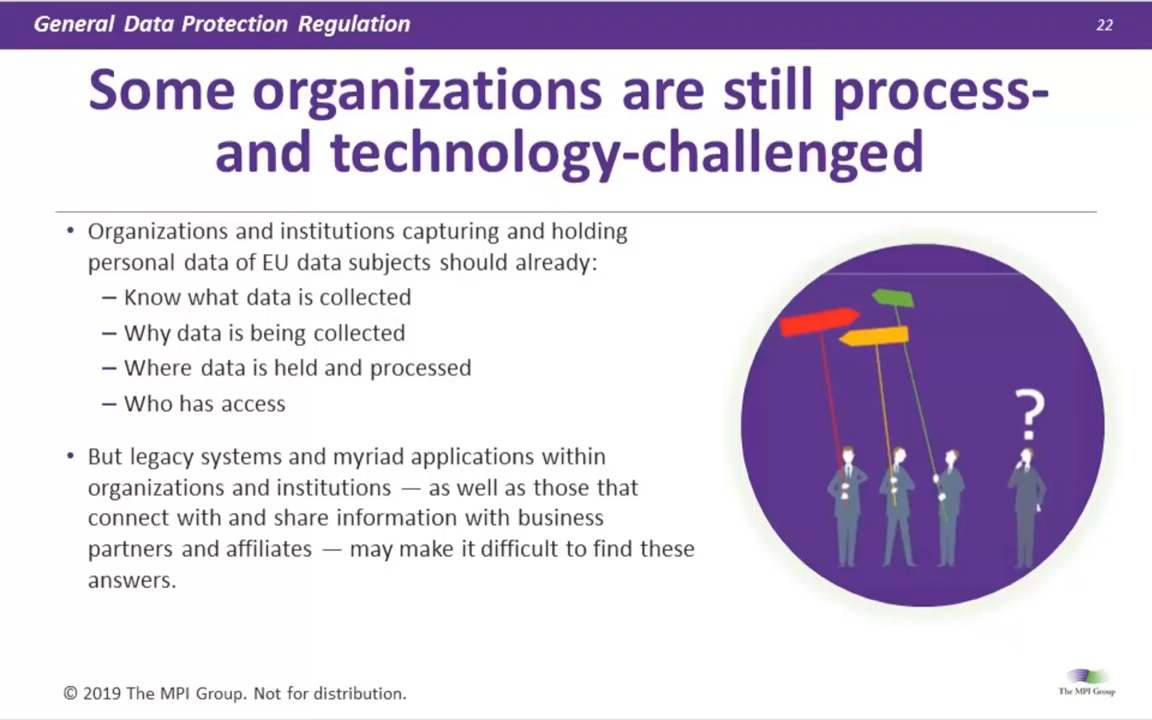 General Data Protection Regulation
22
Some organizations are still process-
and technology-challenged
• Organizations and institutions capturing and holding
personal data of EU data subjects should already:
– Know what data is collected
– Why data is being collected
– Where data is held and processed
– Who has access
• But legacy systems and myriad applications within
organizations and institutions — as well as those that
connect with and share information with business
partners and affiliates — may make it difficult to find these
answers.
?
© 2019 The MPI Group. Not for distribution.
The MPI Group